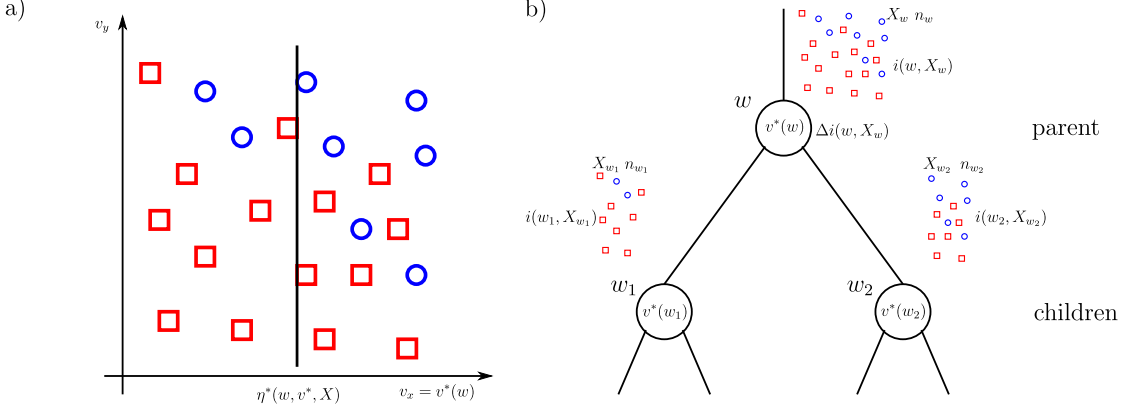 a)
v_y
η*(w, v*, X)
v_x = v*(w)
b)
X_w n_w
i(w, X_w)
w
v*(w)
Δi(w, X_w)
parent
X_{w_1} n_{w_1}
i(w_1, X_{w_1})
X_{w_2} n_{w_2}
i(w_2, X_{w_2})
w_1
v*(w_1)
w_2
v*(w_2)
children